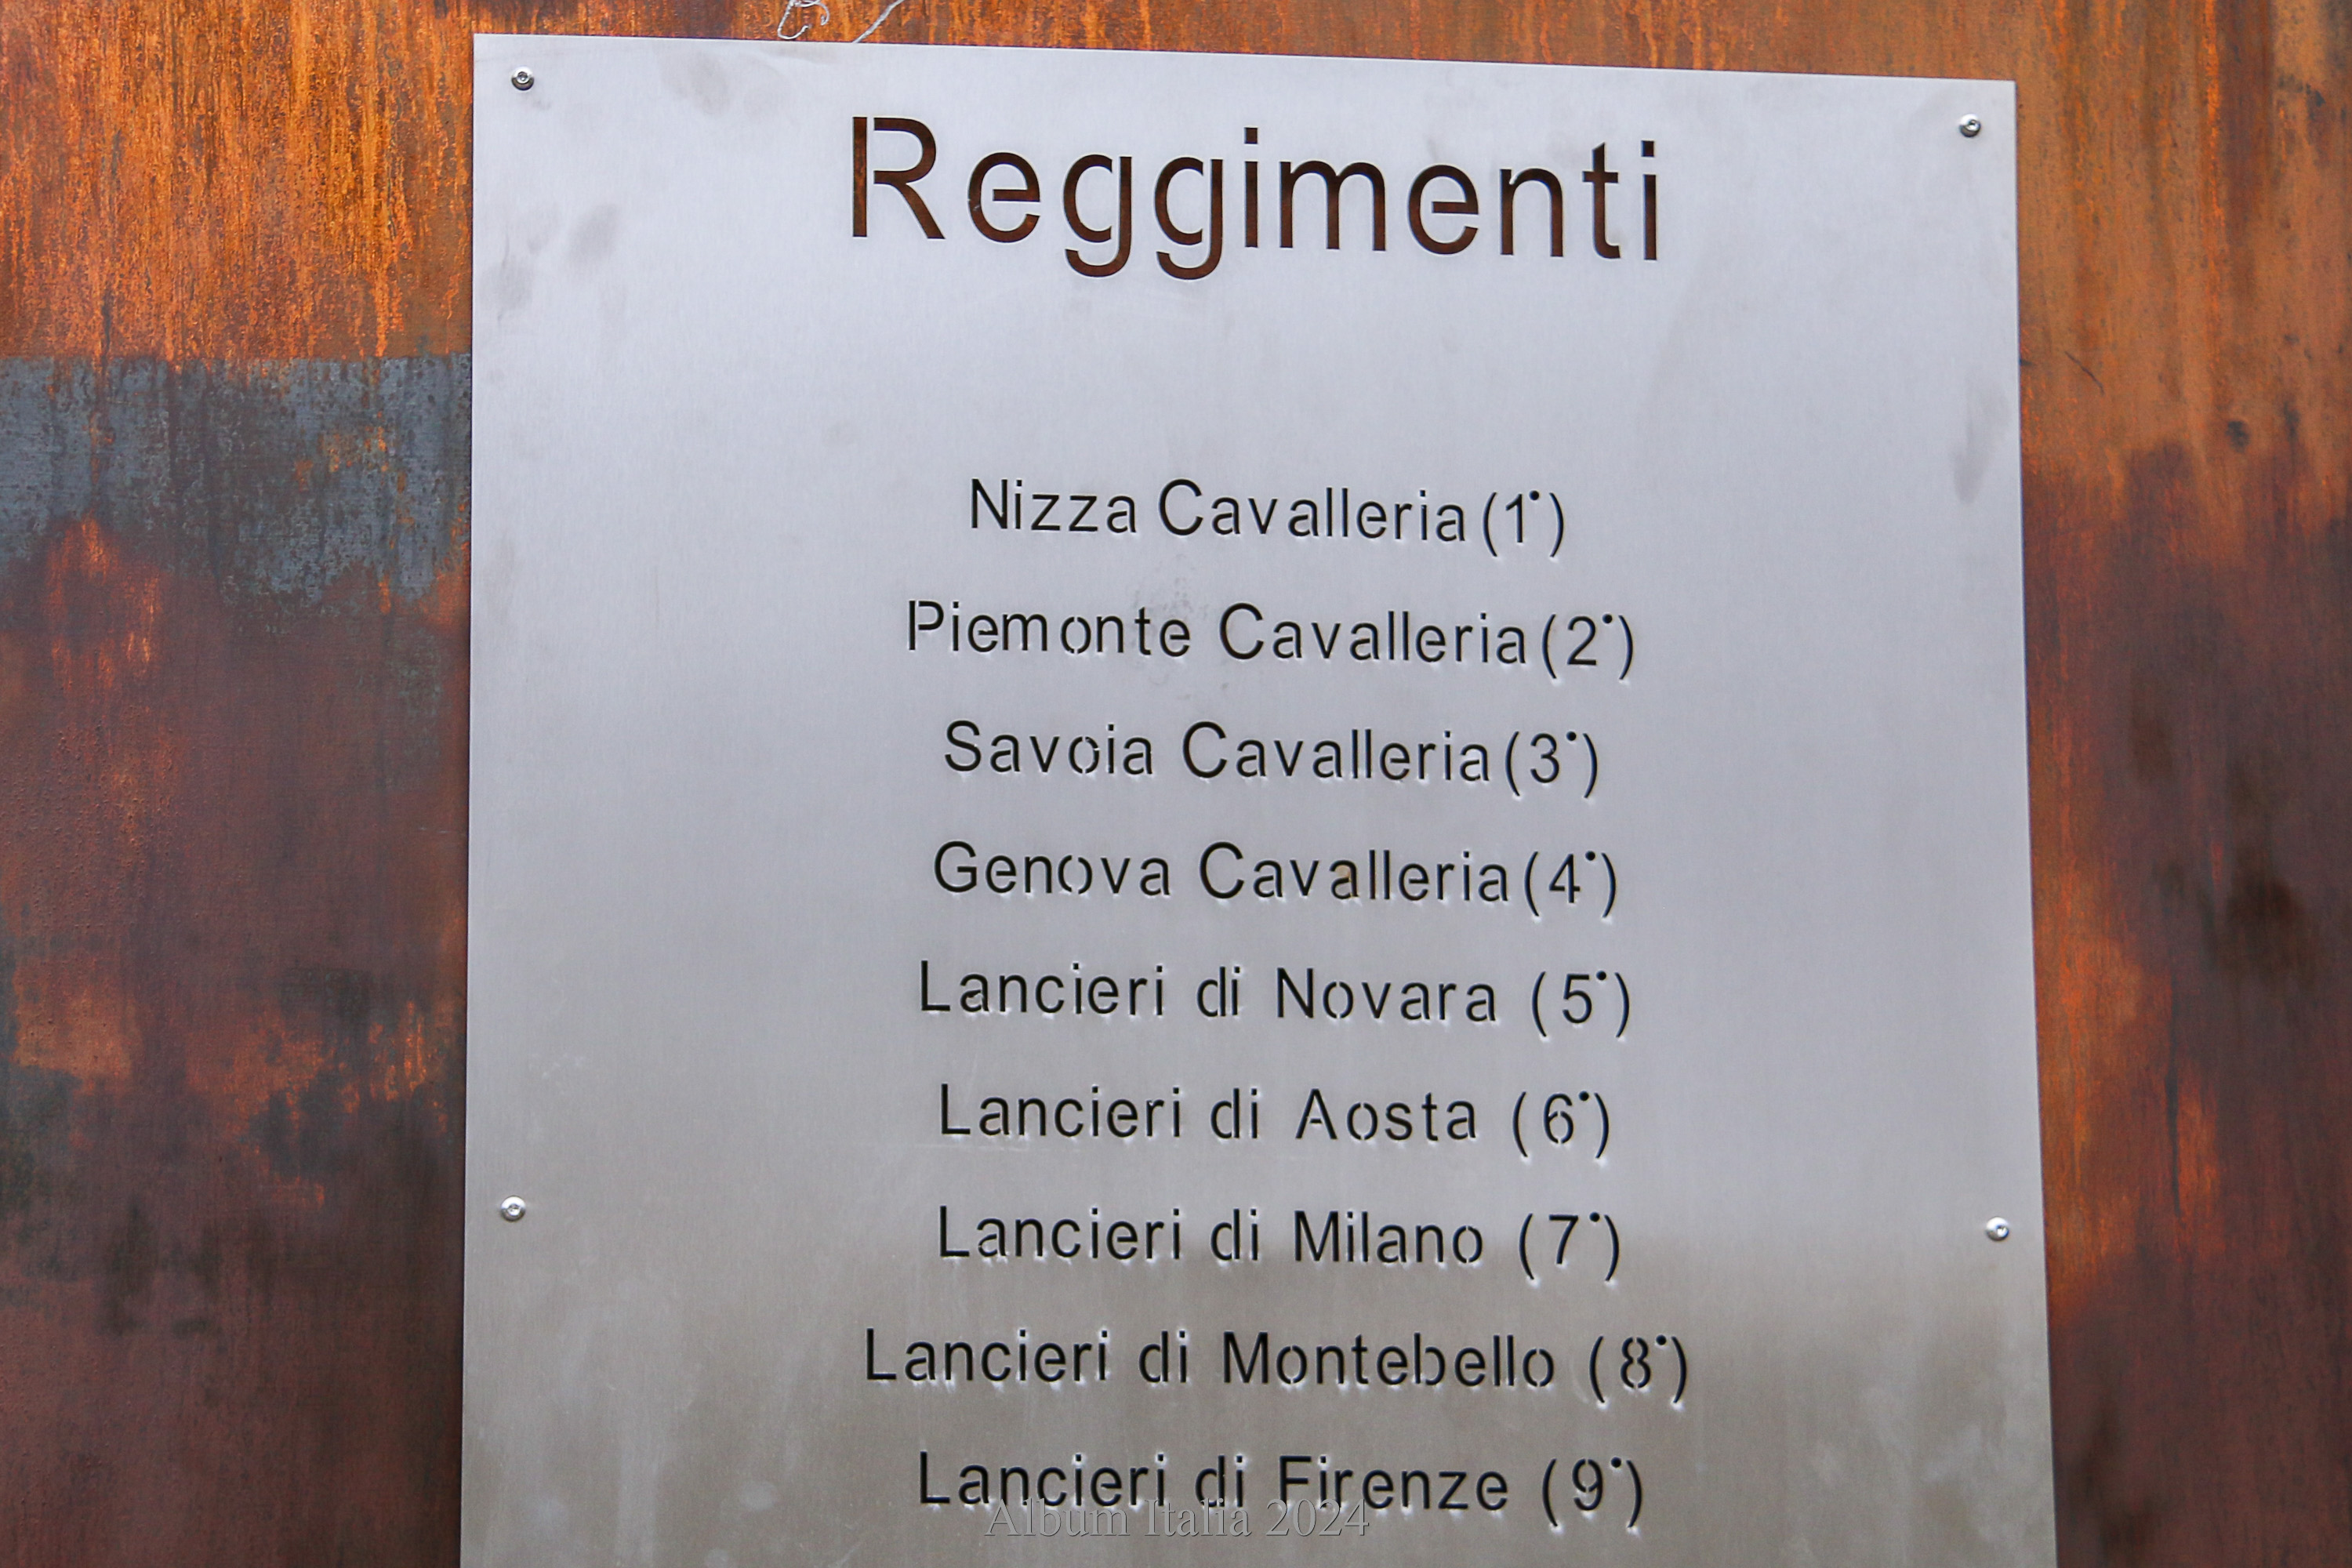 Reggimenti
Nizza Cavalleria (1°)
Piemonte Cavalleria (2°)
Savoia Cavalleria (3°)
Genova Cavalleria (4°)
Lancieri di Novara (5°)
Lancieri di Aosta (6°)
Lancieri di Milano (7°)
Lancieri di Montebello (8°)
Lancieri di Firenze (9°)
Album Italia 2024